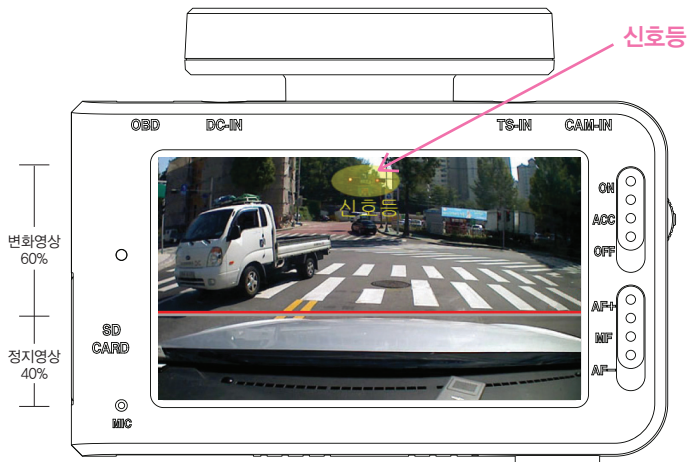 신호등
OBD
DC-IN
TS-IN
CAM-IN
신호등
ON
ACC
OFF
변화영상
60%
AF+
MF
AF−
SD
CARD
정지영상
40%
MIC